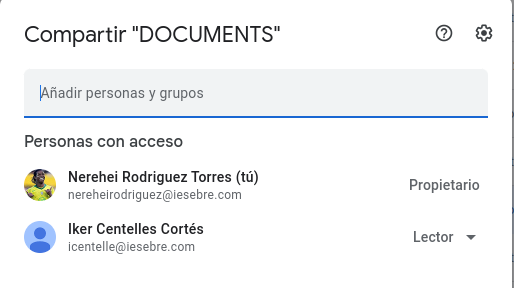 Compartir "DOCUMENTS"
Añadir personas y grupos
Personas con acceso
Nerehei Rodriguez Torres (tú)
nereheirodriguez@iesebre.com
Propietario
Iker Centelles Cortés
icentelle@iesebre.com
Lector